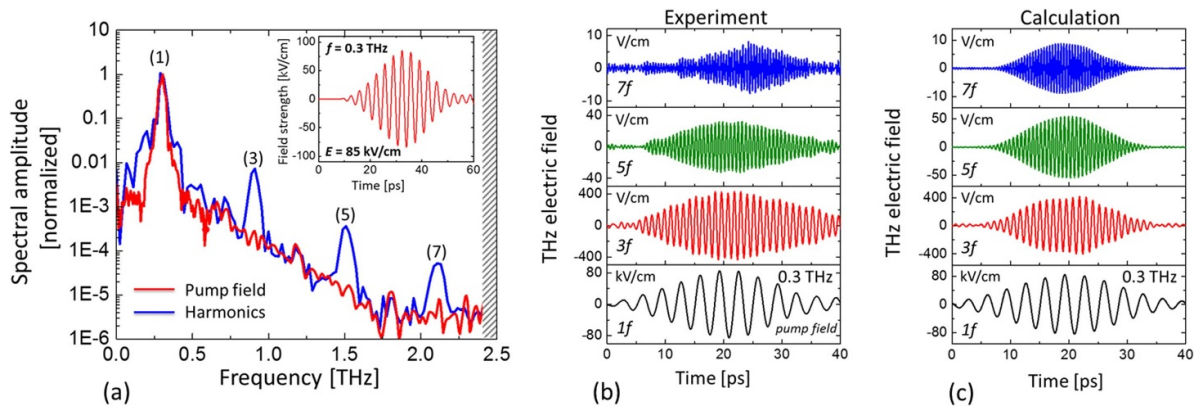 Spectral amplitude
[normalized]
10
1
0.1
0.01
1E-3
1E-4
1E-5
1E-6
(1)
(3)
(5)
(7)
Pump field
Harmonics
0.0
0.5
1.0
1.5
2.0
2.5
Frequency [THz]
(a)
Field strength [kV/cm]
100
50
0
-50
-100
f = 0.3 THz
E = 85 kV/cm
0
20
40
60
Time [ps]
Experiment
THz electric field
V/cm
7
0
-10
7f
V/cm
40
0
-40
5f
V/cm
400
0
-400
3f
kV/cm
80
0
-80
0.3 THz
1f
pump field
0
10
20
30
40
Time [ps]
(b)
Calculation
THz electric field
V/cm
10
0
-10
7f
V/cm
50
0
-50
5f
V/cm
400
0
-400
3f
kV/cm
80
0
-80
0.3 THz
1f
0
10
20
30
40
Time [ps]
(c)